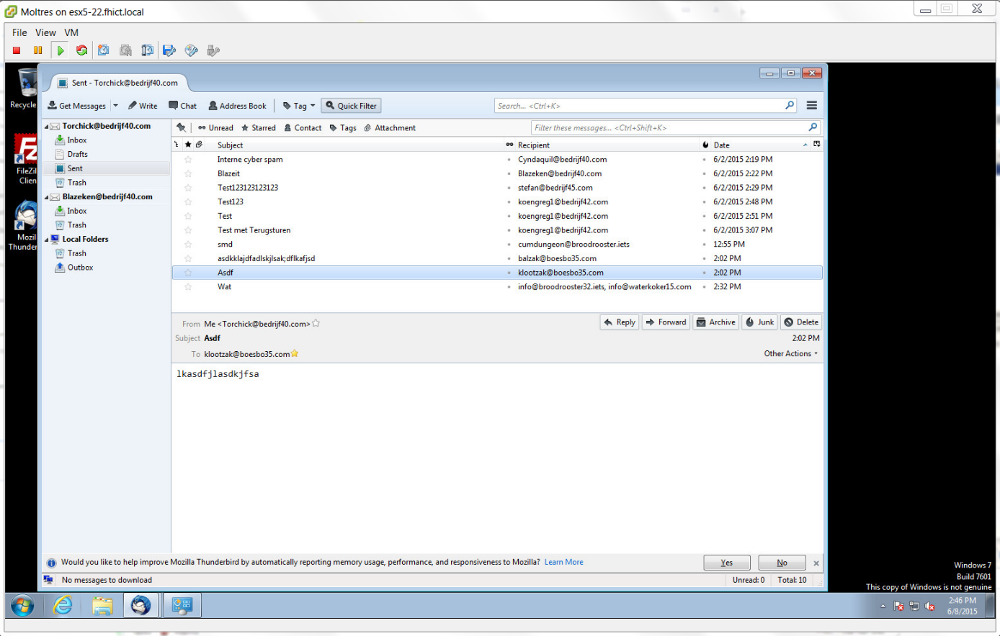 Moltres on esx5-22.fhict.local
File View VM
Sent - Torchick@bedrijf40.com
Recycle
Get Messages Write Chat Address Book Tag Quick Filter Search... <Ctrl+K>
Torchick@bedrijf40.com
Inbox
Drafts
Sent
Trash
Blazeken@bedrijf40.com
Inbox
Trash
Local Folders
Trash
Outbox
FileZil
Clien
Mozil
Thunder
Unread Starred Contact Tags Attachment Filter these messages... <Ctrl+Shift+K>
Subject Recipient Date
Interne cyber spam Cyndaquil@bedrijf40.com 6/2/2015 2:19 PM
Blazeit Blazeken@bedrijf40.com 6/2/2015 2:22 PM
Test123123123123 stefan@bedrijf45.com 6/2/2015 2:29 PM
Test123 koengreg1@bedrijf42.com 6/2/2015 2:48 PM
Test koengreg1@bedrijf42.com 6/2/2015 2:51 PM
Test met Terugsturen koengreg1@bedrijf42.com 6/2/2015 3:07 PM
smd cumdungeon@broodrooster.iets 12:55 PM
asdkklajdfadlskjlsak;dflkafjsd balzak@boesbo35.com 2:02 PM
Asdf klootzak@boesbo35.com 2:02 PM
Wat info@broodrooster32.iets, info@waterkoker15.com 2:32 PM
From Me <Torchick@bedrijf40.com> Reply Forward Archive Junk Delete
Subject Asdf 2:02 PM
To klootzak@boesbo35.com Other Actions
lkasdfjlasdkjfsa
Would you like to help improve Mozilla Thunderbird by automatically reporting memory usage, performance, and responsiveness to Mozilla? Learn More Yes No
No messages to download Unread: 0 Total: 10
Windows 7
Build 7601
This copy of Windows is not genuine
2:46 PM
6/8/2015